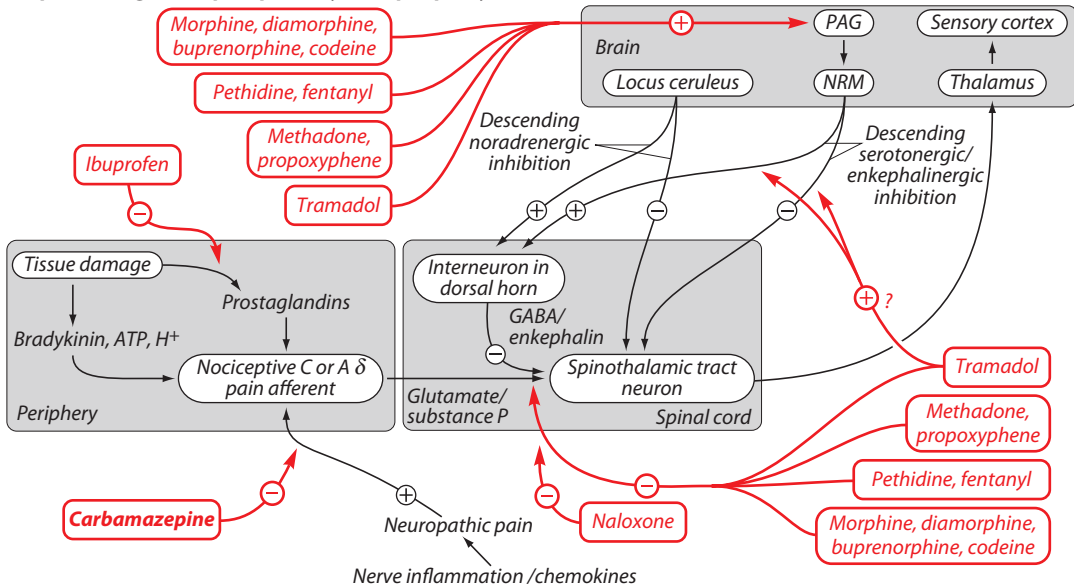 Morphine, diamorphine,
buprenorphine, codeine
Pethidine, fentanyl
Methadone,
propoxyphene
Tramadol
+
PAG
Sensory cortex
Brain
Locus ceruleus
NRM
Thalamus
Descending
noradrenergic
inhibition
Descending
serotonergic/
enkephalinergic
inhibition
Ibuprofen
−
+
+
−
−
Tissue damage
Prostaglandins
Bradykinin, ATP, H+
Nociceptive C or A δ
pain afferent
Periphery
Interneuron in
dorsal horn
GABA/
enkephalin
−
Spinothalamic tract
neuron
Glutamate/
substance P
Spinal cord
+ ?
Tramadol
Methadone,
propoxyphene
Pethidine, fentanyl
Morphine, diamorphine,
buprenorphine, codeine
−
−
Naloxone
Carbamazepine
−
+
Neuropathic pain
Nerve inflammation /chemokines